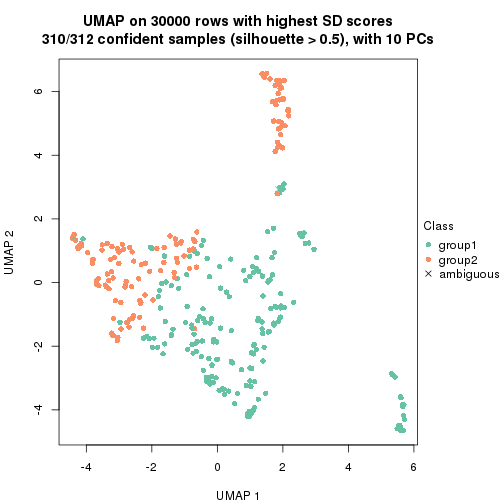 UMAP on 30000 rows with highest SD scores
310/312 confident samples (silhouette > 0.5), with 10 PCs
6
4
2
0
-2
-4
UMAP 2
-4
-2
0
2
4
6
UMAP 1
Class
group1
group2
ambiguous